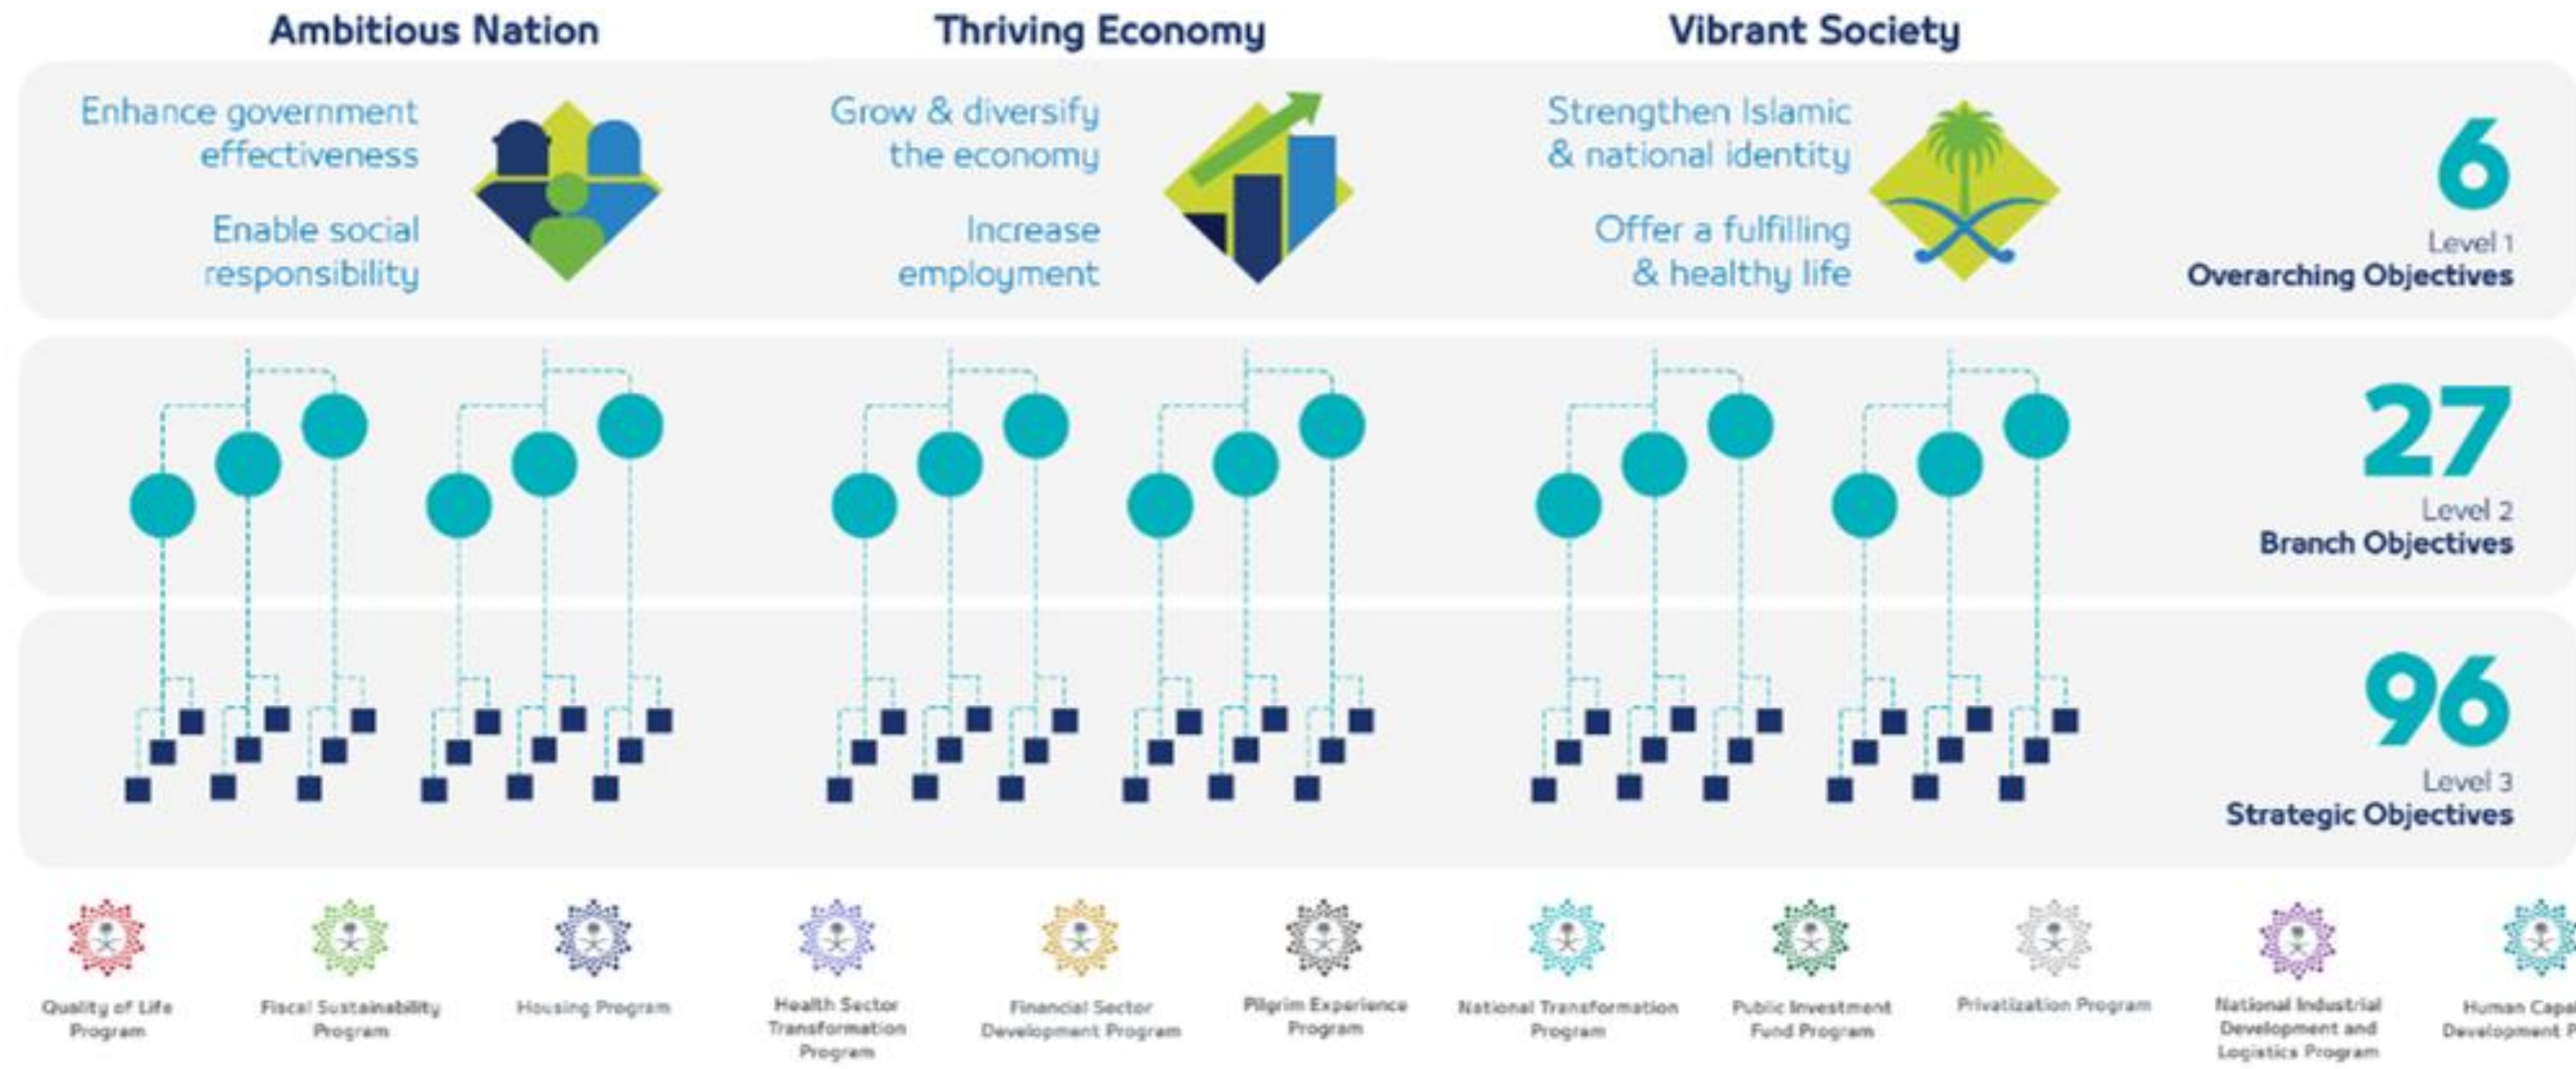 Ambitious Nation
Thriving Economy
Vibrant Society
Enhance government
effectiveness
Enable social
responsibility
Grow & diversify
the economy
Increase
employment
Strengthen Islamic
& national identity
Offer a fulfilling
& healthy life
6
Level 1
Overarching Objectives
27
Level 2
Branch Objectives
96
Level 3
Strategic Objectives
Quality of Life
Program
Fiscal Sustainability
Program
Housing Program
Health Sector
Transformation
Program
Financial Sector
Development Program
Pilgrim Experience
Program
National Transformation
Program
Public Investment
Fund Program
Privatization Program
National Industrial
Development and
Logistics Program
Human
Development